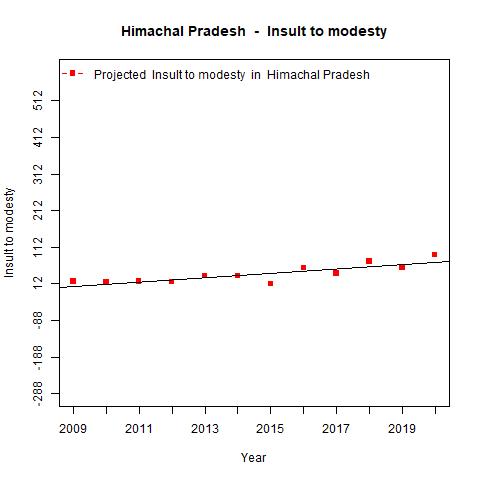 Himachal Pradesh - Insult to modesty
Projected Insult to modesty in Himachal Pradesh
Insult to modesty
512
412
312
212
112
12
-88
-188
-288
2009 2011 2013 2015 2017 2019
Year